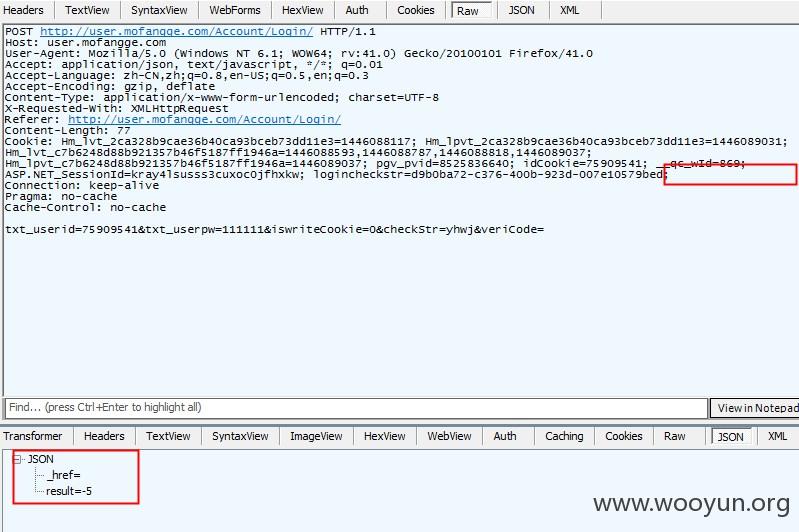 Headers TextView SyntaxView WebForms HexView Auth Cookies Raw JSON XML
POST http://user.mofangge.com/Account/Login/ HTTP/1.1
Host: user.mofangge.com
User-Agent: Mozilla/5.0 (Windows NT 6.1; WOW64; rv:41.0) Gecko/20100101 Firefox/41.0
Accept: application/json, text/javascript, */*; q=0.01
Accept-Language: zh-CN,zh;q=0.8,en-US;q=0.5,en;q=0.3
Accept-Encoding: gzip, deflate
Content-Type: application/x-www-form-urlencoded; charset=UTF-8
X-Requested-With: XMLHttpRequest
Referer: http://user.mofangge.com/Account/Login/
Content-Length: 77
Cookie: Hm_lvt_2ca328b9cae36b40ca93bceb73dd11e3=1446088117; Hm_lpvt_2ca328b9cae36b40ca93bceb73dd11e3=1446089031;
Hm_lvt_c7b6248d88b921357b46f5187ff1946a=1446088593,1446087787,1446088818,1446089037;
Hm_lpvt_c7b6248d88b921357b46f5187ff1946a=1446089037; pgv_pvid=8525836640; idCookie=75909541; __qc_wId=869;
ASP.NET_SessionId=kray4lsusss3cuxoc0jfhxkw; logincheckstr=d9b0ba72-c376-400b-923d-007e10579bed;
Connection: keep-alive
Pragma: no-cache
Cache-Control: no-cache
txt_userid=75909541&txt_userpw=111111&iswriteCookie=0&checkStr=yhwj&veriCode=
Find... (press Ctrl+Enter to highlight all) View in Notepad
Transformer Headers TextView SyntaxView ImageView HexView WebView Auth Caching Cookies Raw JSON XML
JSON
_href=
result=-5
www.wooyun.org